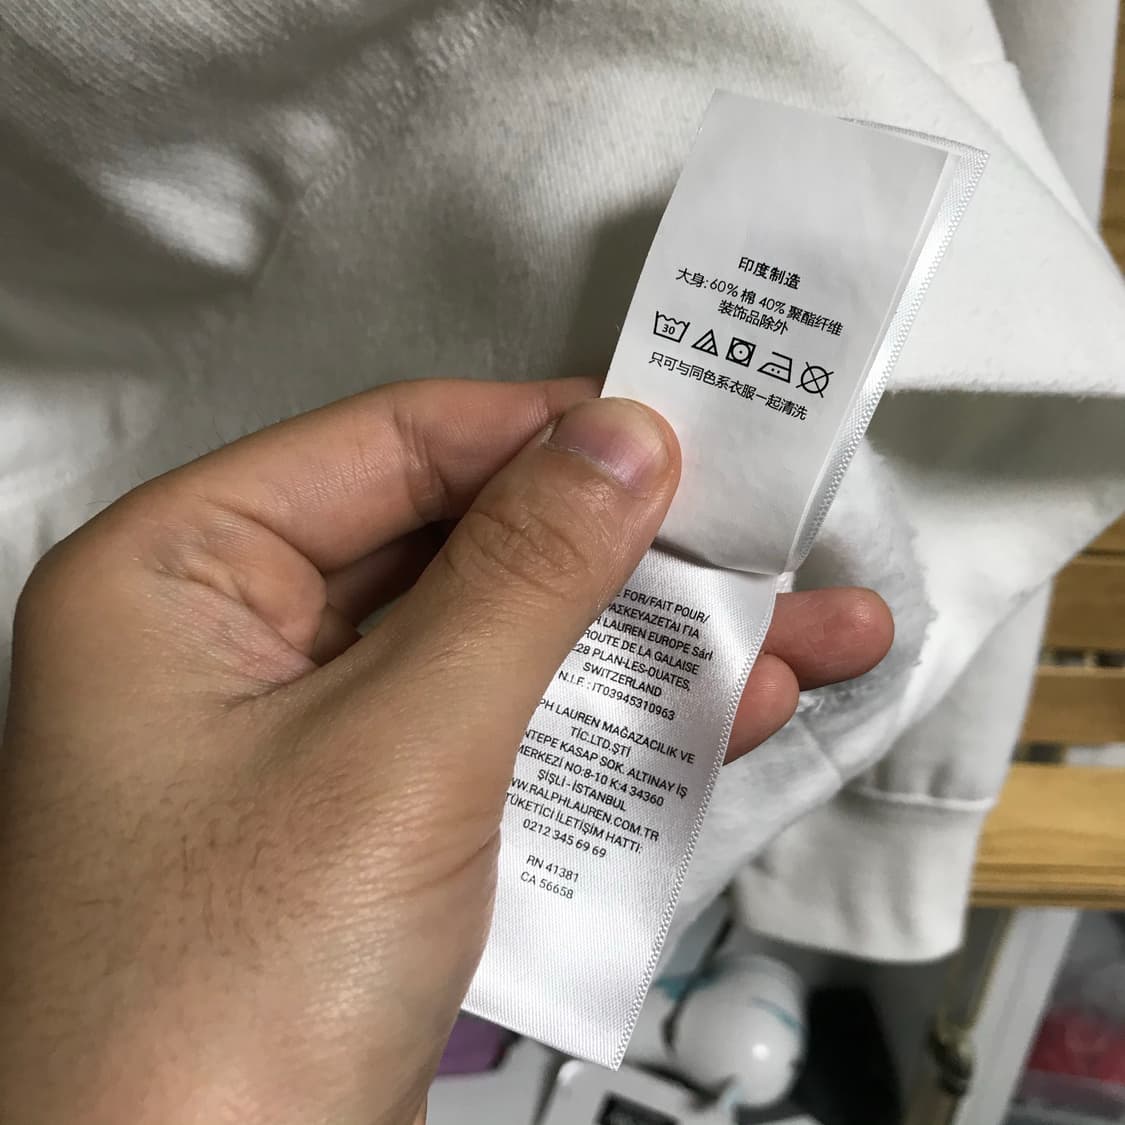 印度制造
大身: 60% 棉 40% 聚酯纤维
装饰品除外
30
只可与同色系衣服一起清洗
FOR/FAIT POUR/
ΓΙΑ
LAUREN EUROPE Sàrl
ROUTE DE LA GALAISE
228 PLAN-LES-OUATES,
SWITZERLAND
N.I.F.: IT03945310963
LAUREN MAĞAZACILIK VE
TİC.LTD.ŞTİ
KASAP SOK. ALTINAY İŞ
MERKEZİ NO:8-10 K:4 34360
ŞİŞLİ - İSTANBUL
WWW.RALPHLAUREN.COM.TR
TÜKETİCİ İLETİŞİM HATTI:
0212 345 69 69
RN 41381
CA 56658